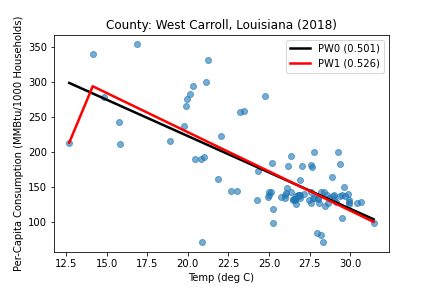 County: West Carroll, Louisiana (2018)
Per-Capita Consumption (MMBtu/1000 Households)
350
300
250
200
150
100
PW0 (0.501)
PW1 (0.526)
12.5 15.0 17.5 20.0 22.5 25.0 27.5 30.0
Temp (deg C)